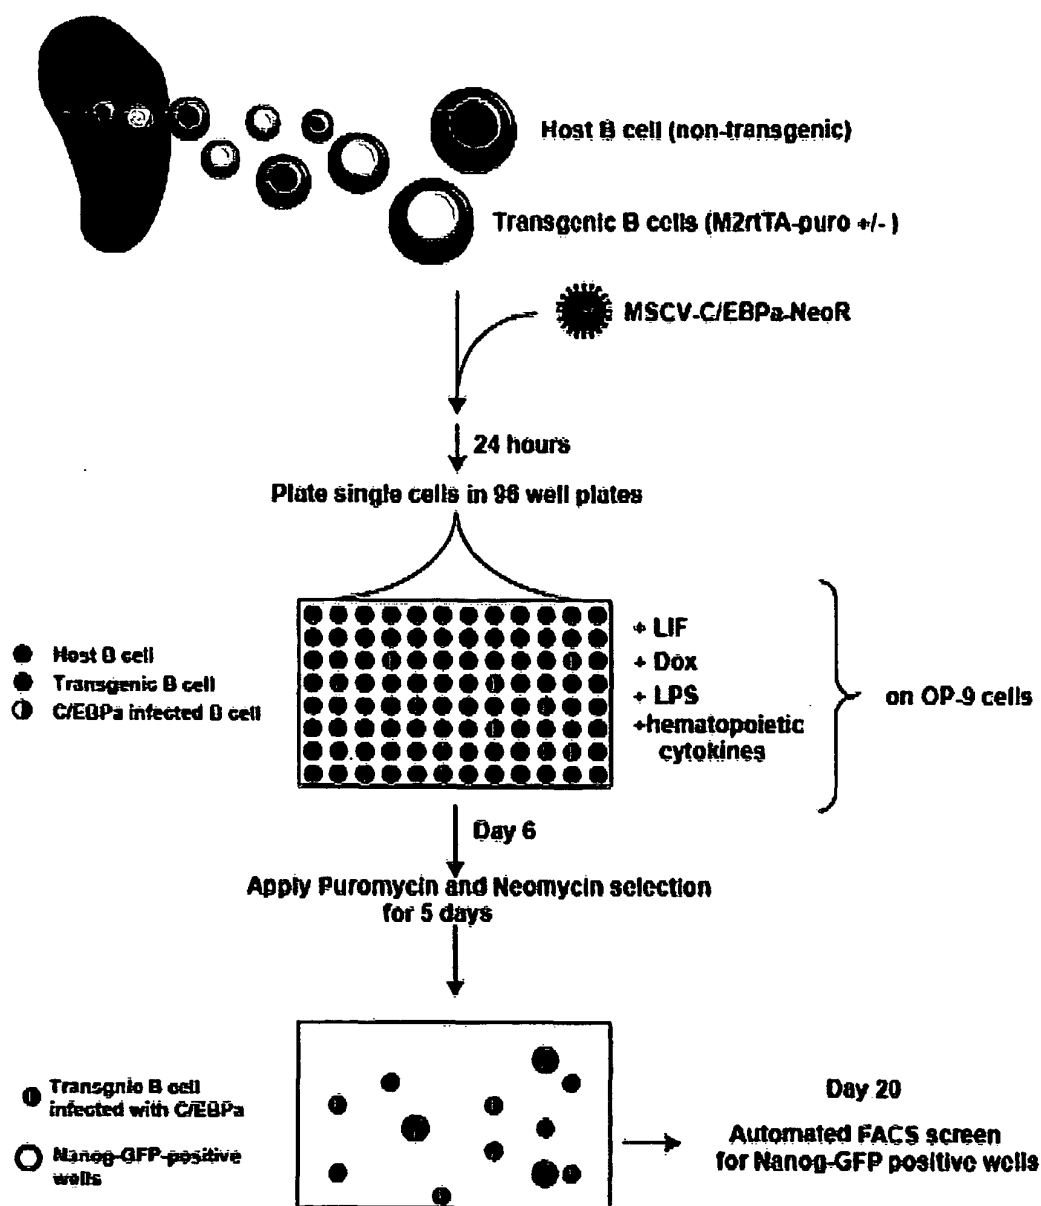 Host B cell (non-transgenic)
Transgenic B cells (M2rtTA-puro +/- )
MSCV-C/EBPa-NeoR
24 hours
Plate single cells in 96 well plates
Host B cell
Transgenic B cell
C/EBPa infected B cell
+ LIF
+ Dox
+ LPS
+hematopoietic
cytokines
on OP-9 cells
Day 6
Apply Puromycin and Neomycin selection
for 5 days
Transgnic B cell
infected with C/EBPa
Nanog-GFP-positive
wells
Day 20
Automated FACS screen
for Nanog-GFP positive wells